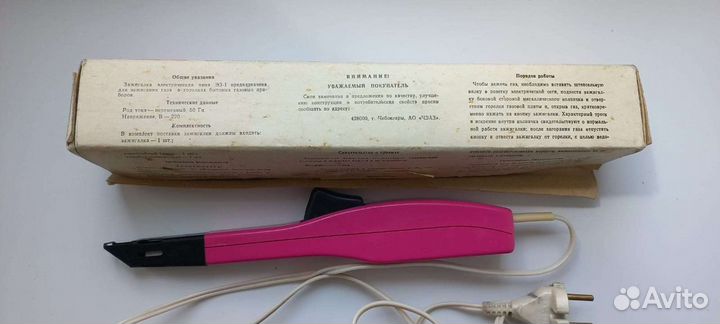 Общие указания
Зажигалка электрическая типа ЭЗ-1 предназначена
для зажигания газа в горелках бытовых газовых при-
боров
Технические данные
Род тока — переменный, 50 Гц
Напряжение, В — 220
Комплектность
В комплект поставки зажигалки должны входить:
зажигалка — 1 шт.;
ВНИМАНИЕ!
УВАЖАЕМЫЙ ПОКУПАТЕЛЬ
Свои замечания и предложения по качеству, улучше-
нию конструкции и потребительских свойств просим
сообщить по адресу:
428000, г. Чебоксары, АО «ЧЭАЗ»
Порядок работы
Чтобы зажечь газ, необходимо вставить штепсельную
вилку в розетку электрической сети, поднести зажигал-
ку боковой стороной металлического колпачка к отвер-
стиям горелки газовой плиты и, открыв газ, попеременно
нажать на кнопку зажигалки. Характерный треск
и искрение внутри колпачка свидетельствуют о нормаль-
ной работе зажигалки; после загорания газа отпустить
кнопку и отвести зажигалку от горелки, с целью
Avito